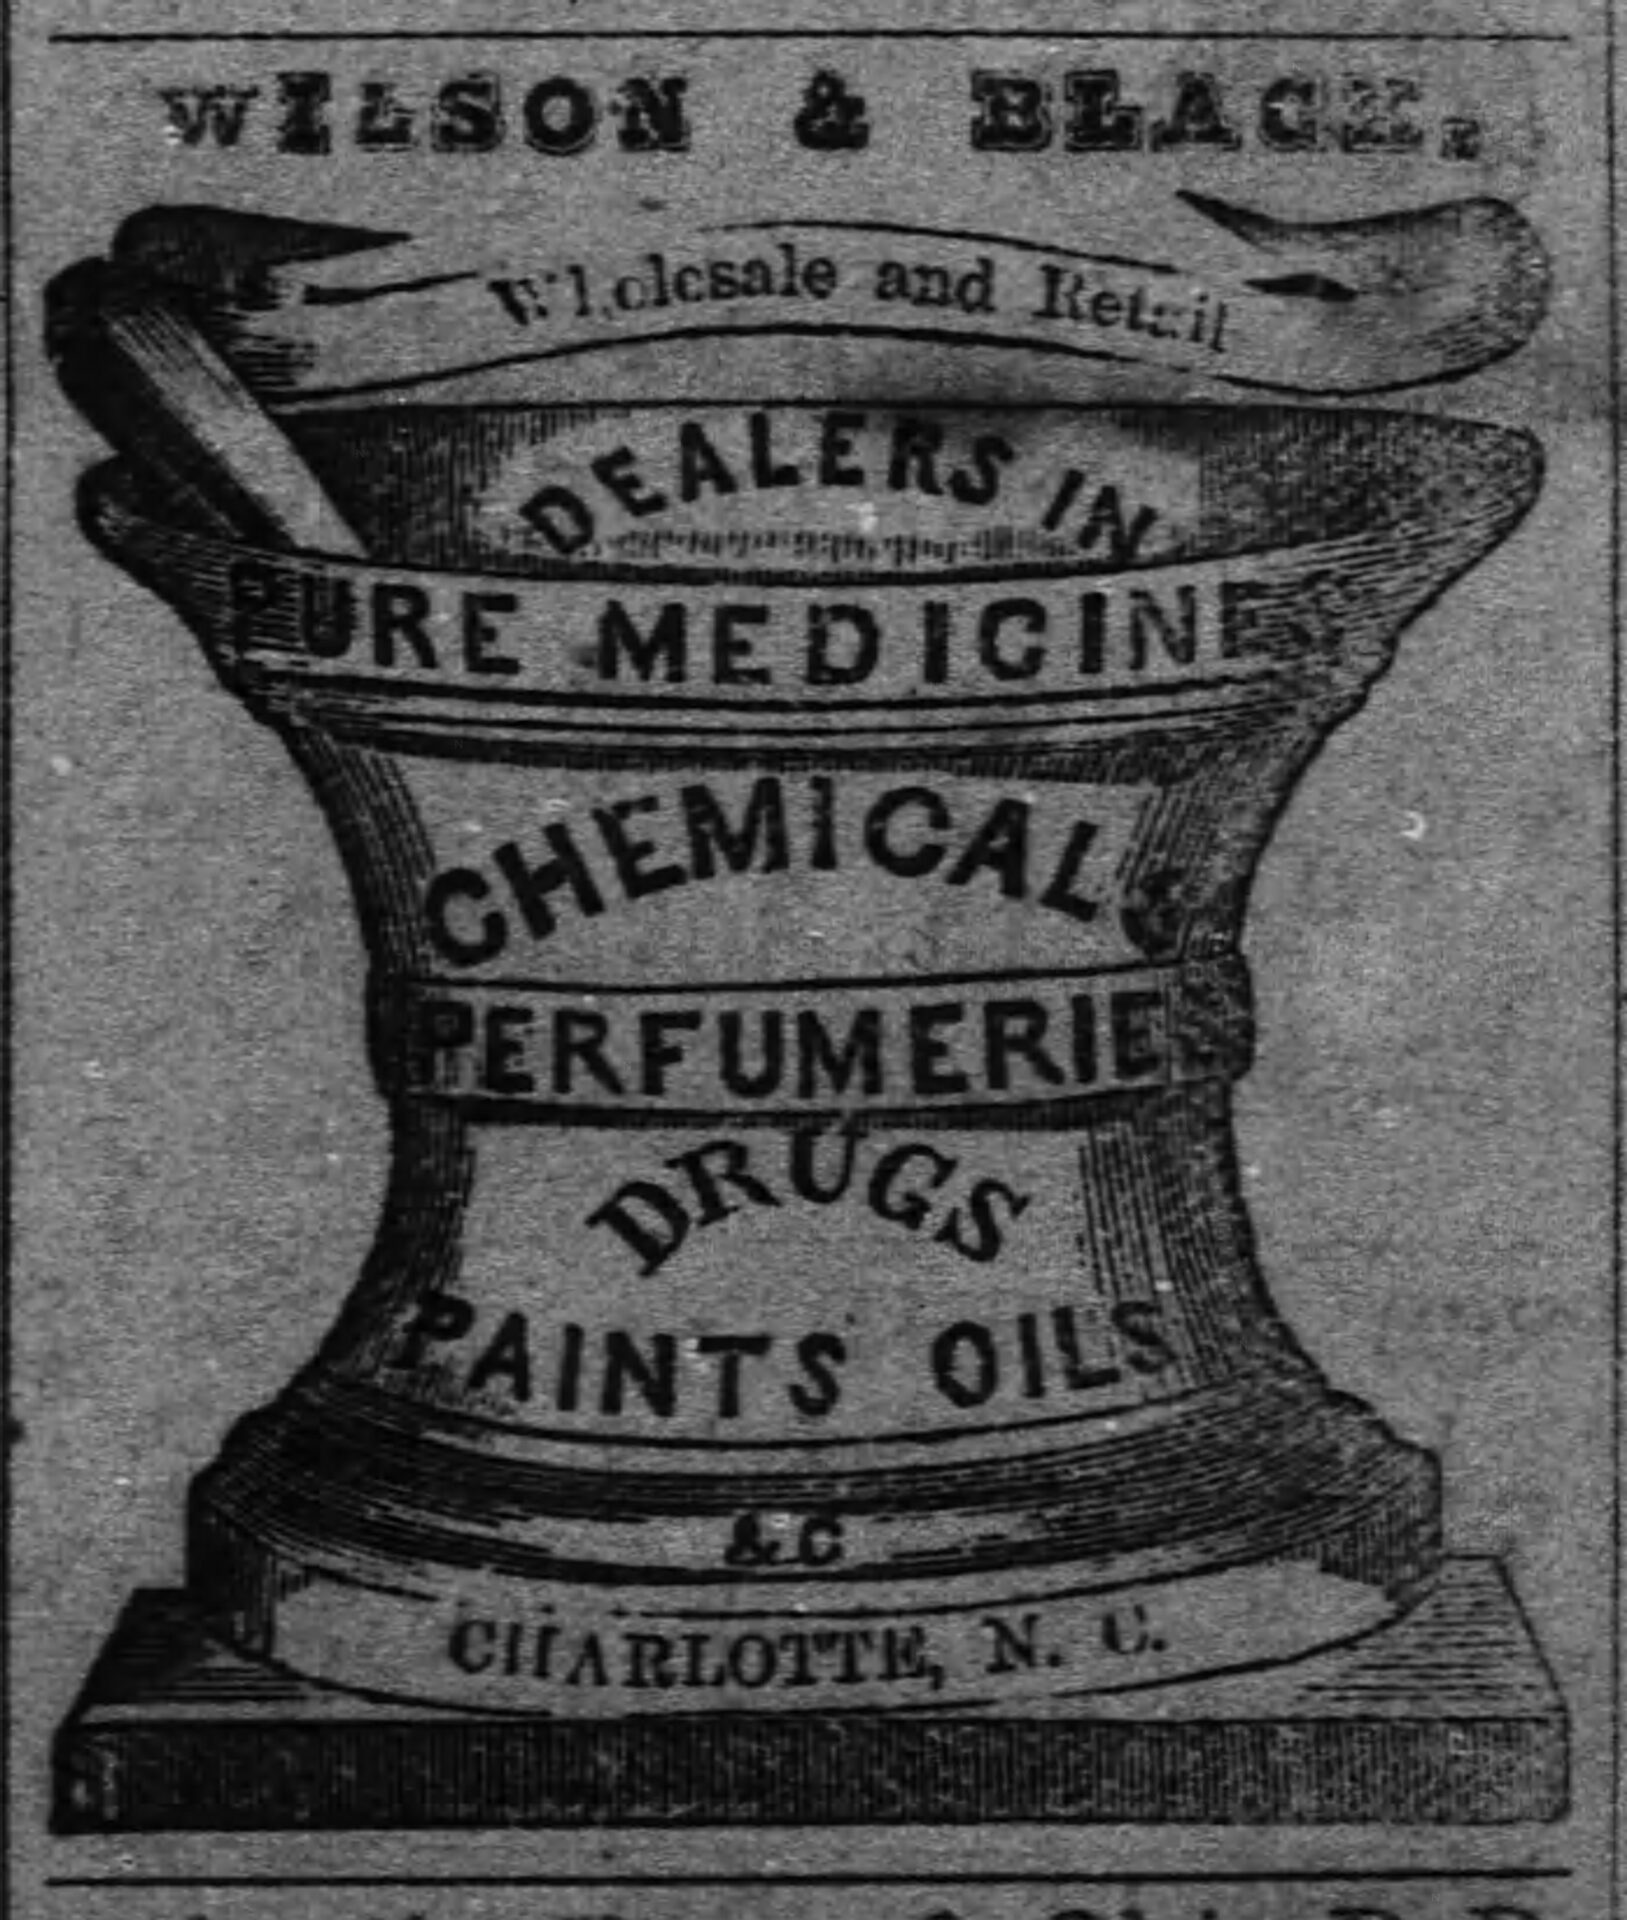 WILSON & BLACK.
Wholesale and Retail
DEALERS IN
PURE MEDICINES
CHEMICALS
PERFUMERIES
DRUGS
PAINTS OILS
&C
CHARLOTTE, N. C.